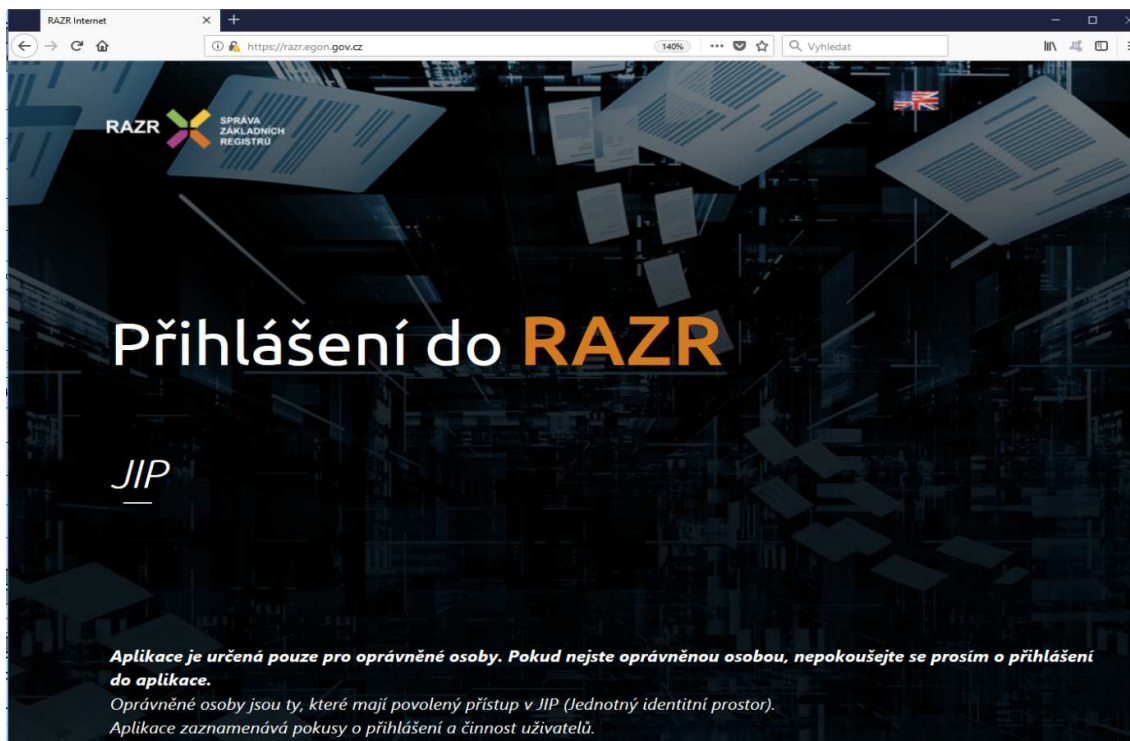 RAZR Internet
https://razr.egon.gov.cz
140%
Vyhledat
RAZR
SPRÁVA
ZÁKLADNÍCH
REGISTRŮ
Přihlášení do RAZR
JIP
Aplikace je určená pouze pro oprávněné osoby. Pokud nejste oprávněnou osobou, nepokoušejte se prosím o přihlášení
do aplikace.
Oprávněné osoby jsou ty, které mají povolený přístup v JIP (Jednotný identitní prostor).
Aplikace zaznamenává pokusy o přihlášení a činnost uživatelů.